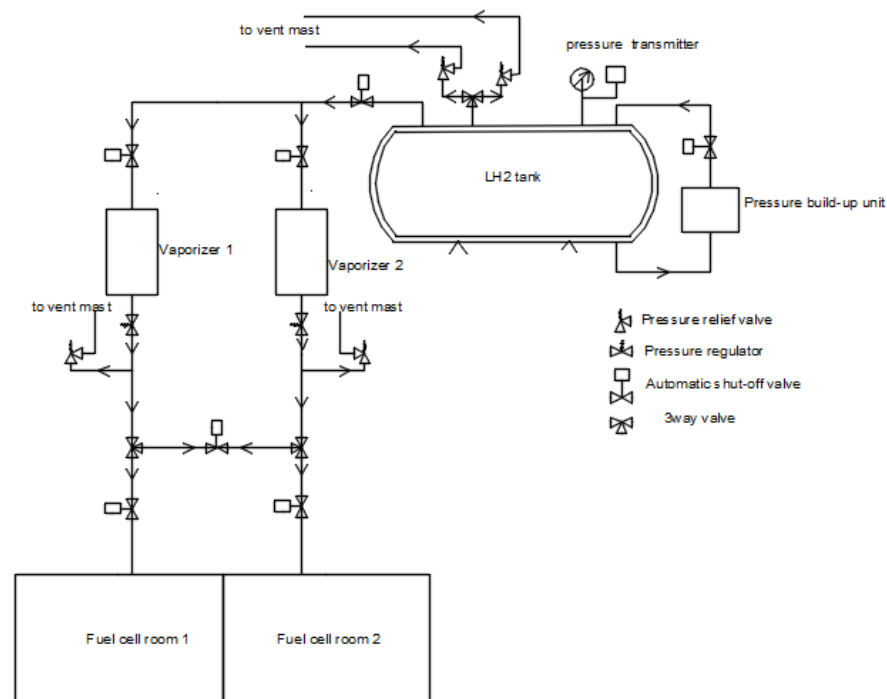 to vent mast
pressure transmitter
LH2 tank
Pressure build-up unit
Vaporizer 1
Vaporizer 2
to vent mast
to vent mast
Pressure relief valve
Pressure regulator
Automatic shut-off valve
3way valve
Fuel cell room 1
Fuel cell room 2